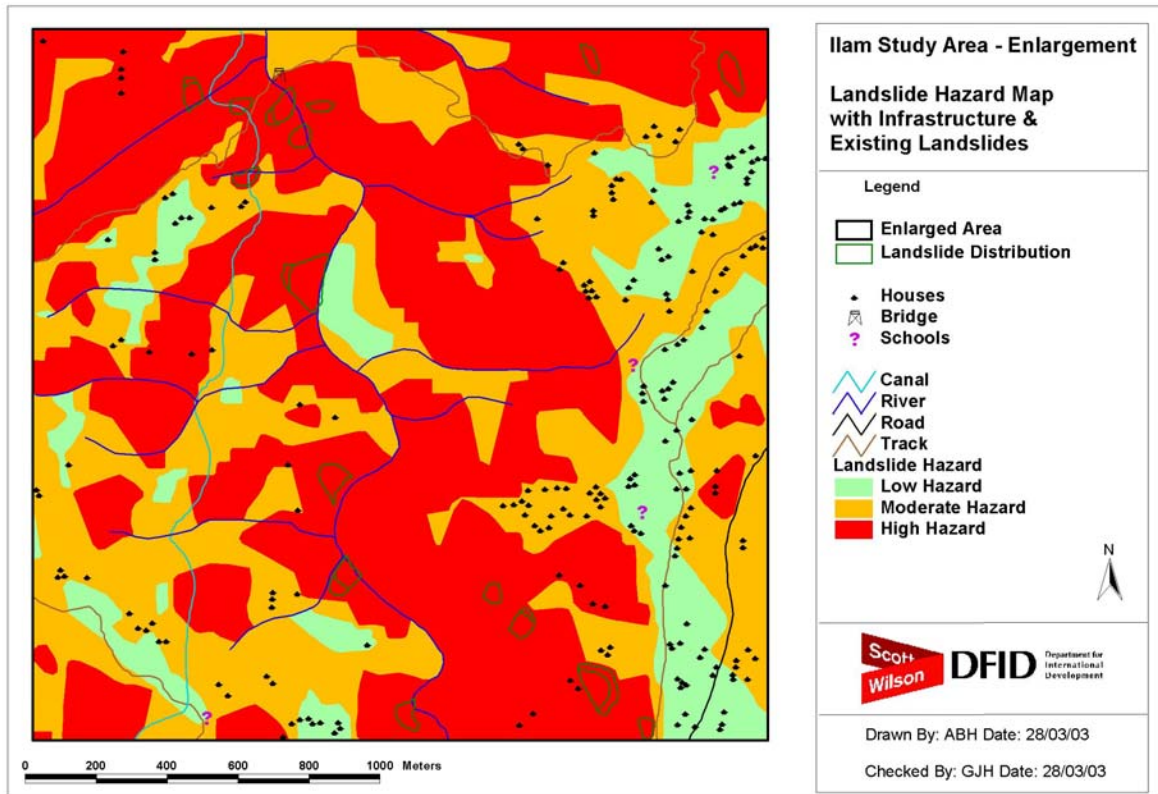 Ilam Study Area - Enlargement
Landslide Hazard Map
with Infrastructure &
Existing Landslides
Legend
Enlarged Area
Landslide Distribution
Houses
Bridge
? Schools
Canal
River
Road
Track
Landslide Hazard
Low Hazard
Moderate Hazard
High Hazard
N
Scott
Wilson
DFID
Department for
International
Development
Drawn By: ABH Date: 28/03/03
Checked By: GJH Date: 28/03/03
?
?
?
?
0 200 400 600 800 1000 Meters